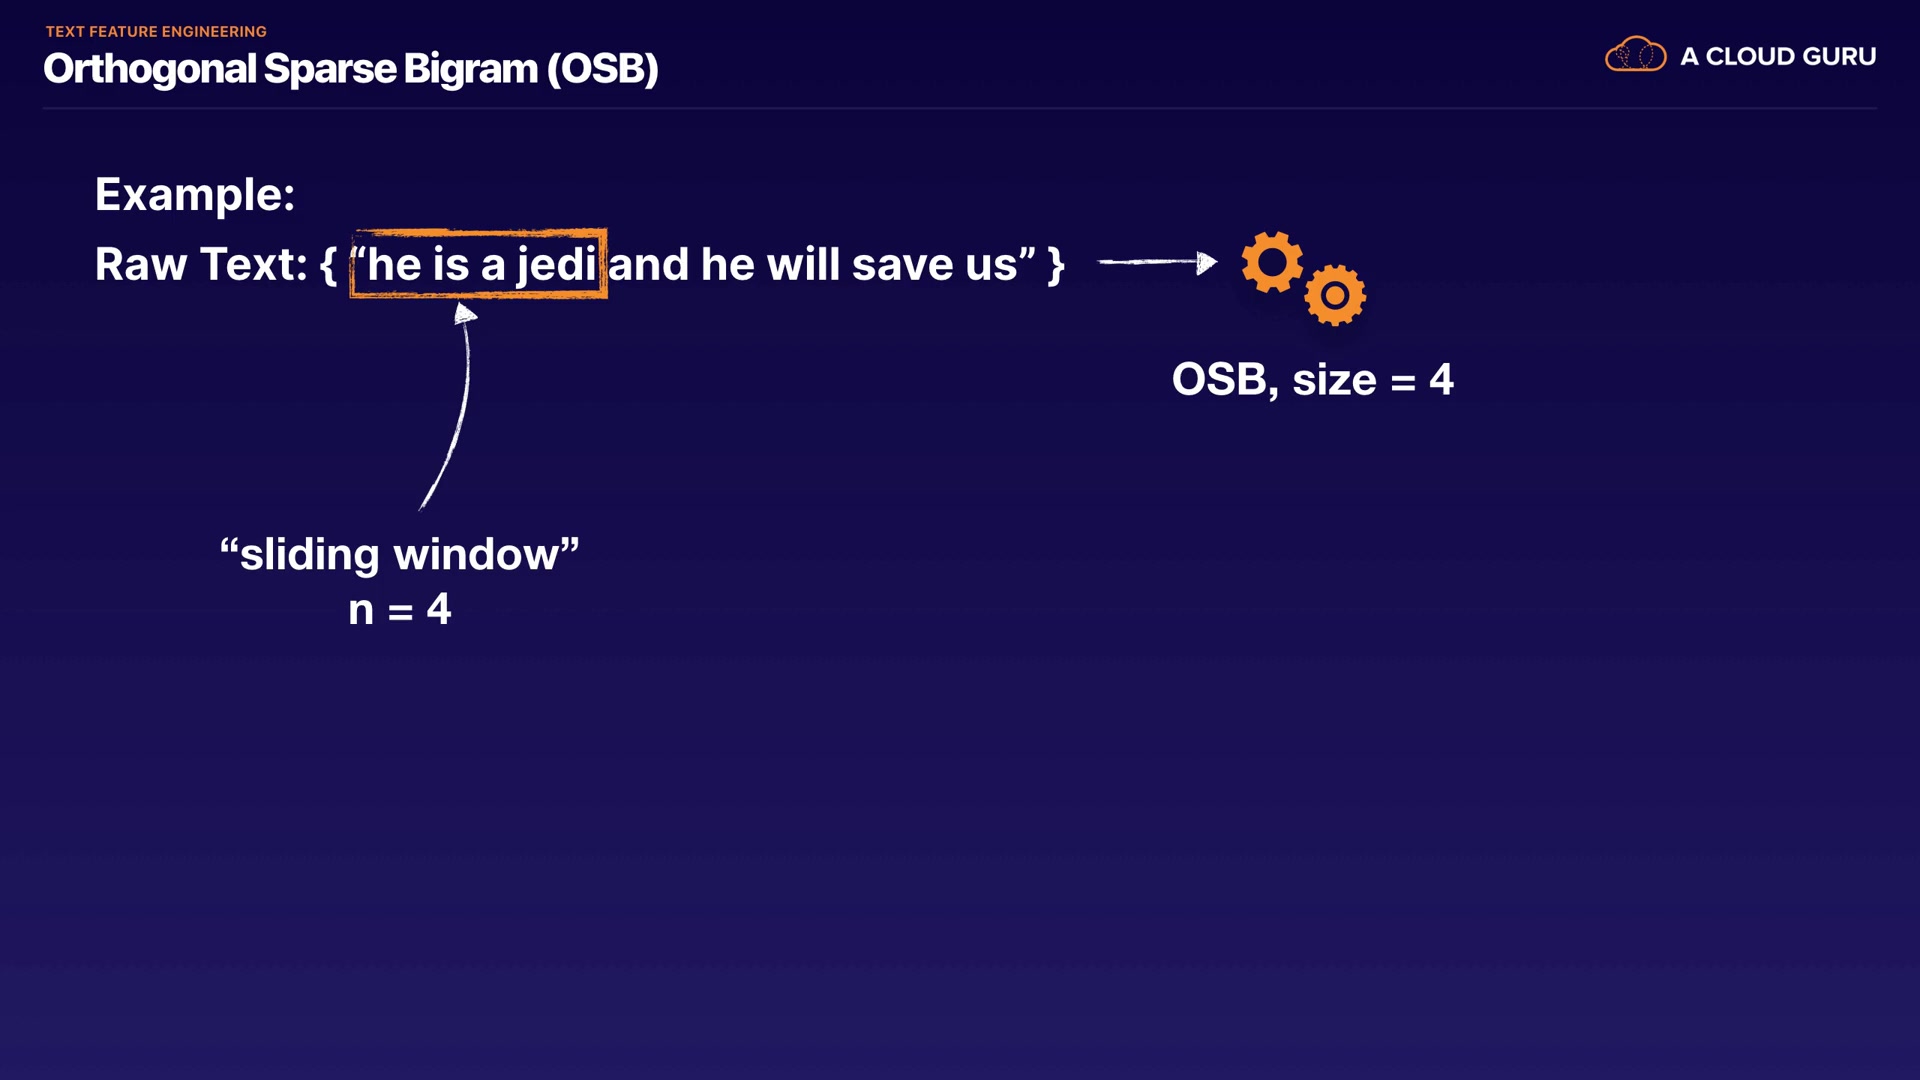 TEXT FEATURE ENGINEERING
Orthogonal Sparse Bigram (OSB)
A CLOUD GURU
Example:
Raw Text: { “he is a jedi and he will save us” }
OSB, size = 4
“sliding window”
n = 4